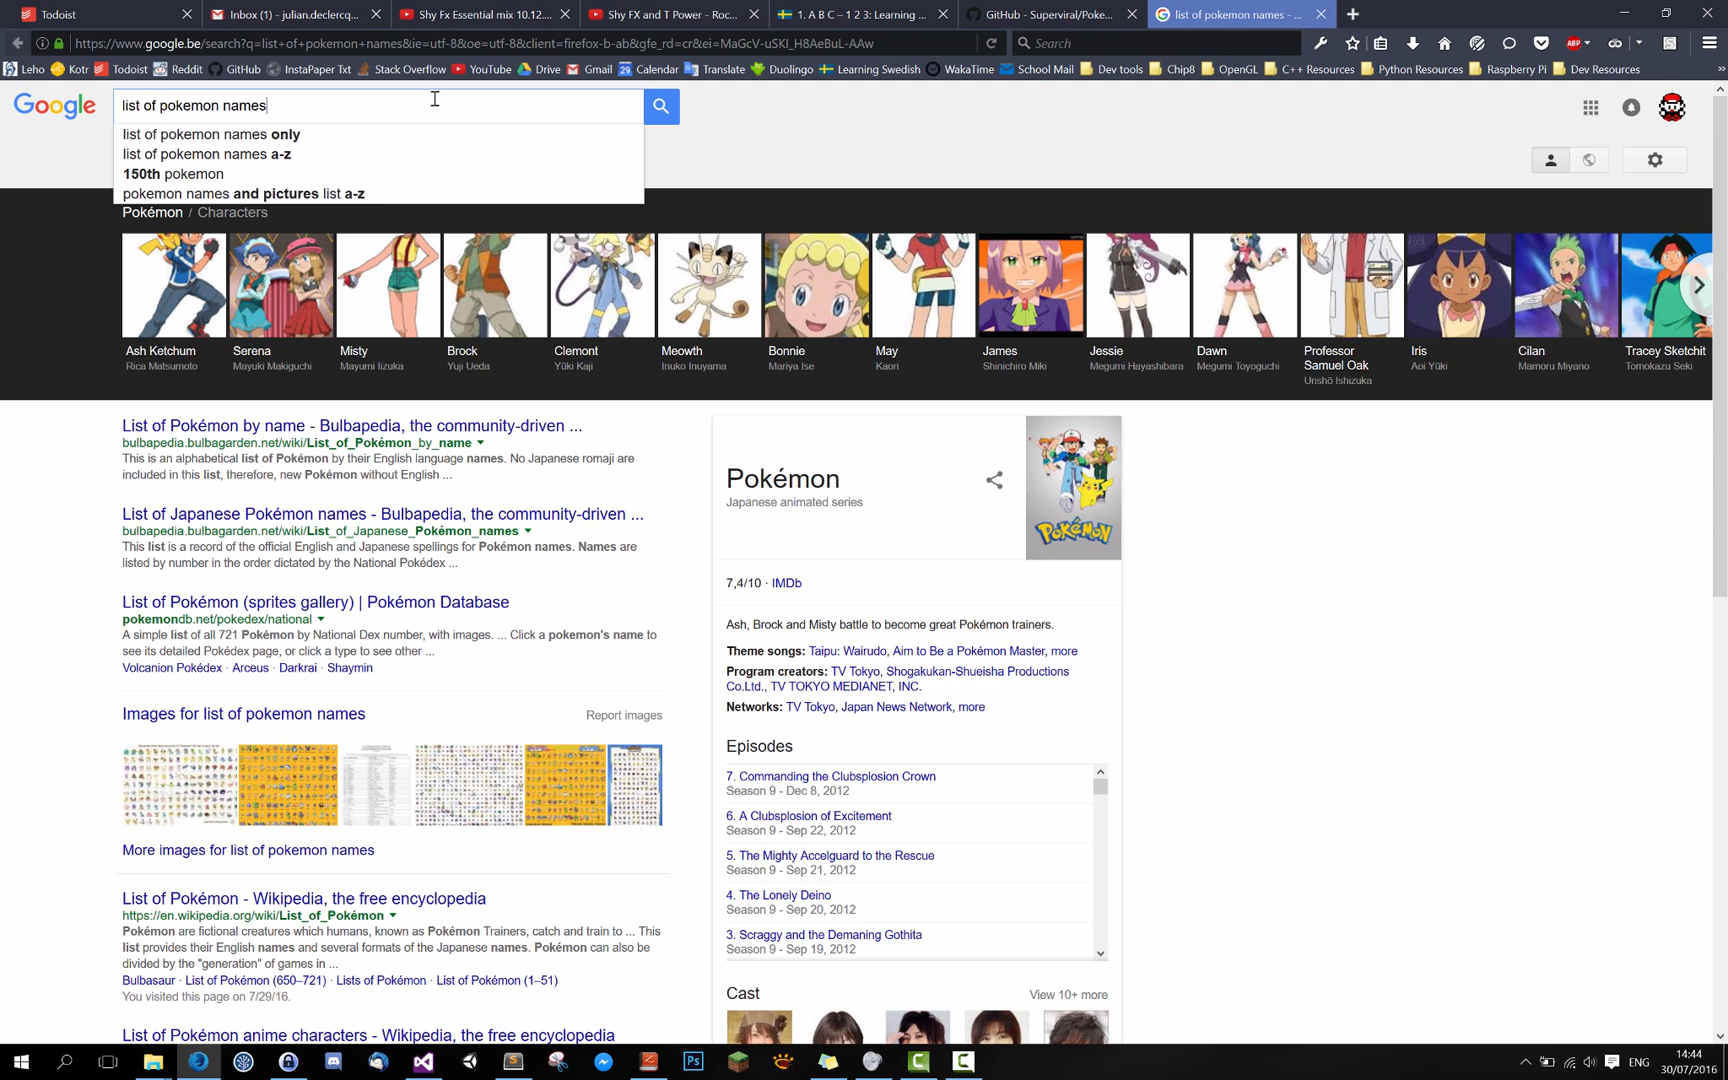 Todoist
Inbox (1) - julian.declercq...
Shy Fx Essential mix 10.12....
Shy FX and T Power - Roc...
1. A B C – 1 2 3: Learning ...
GitHub - Superviral/Poke...
list of pokemon names - ...
https://www.google.be/search?q=list+of+pokemon+names&ie=utf-8&oe=utf-8&client=firefox-b-ab&gfe_rd=cr&ei=MaGcV-uSKI_H8AeBuL-AAw
Search
ABP
Leho
Kotr
Todoist
Reddit
GitHub
InstaPaper Txt
Stack Overflow
YouTube
Drive
Gmail
Calendar
Translate
Duolingo
Learning Swedish
WakaTime
School Mail
Dev tools
Chip8
OpenGL
C++ Resources
Python Resources
Raspberry Pi
Dev Resources
Google
list of pokemon names
list of pokemon names only
list of pokemon names a-z
150th pokemon
pokemon names and pictures list a-z
Pokémon / Characters
Ash Ketchum
Rica Matsumoto
Serena
Mayuki Makiguchi
Misty
Mayumi Iizuka
Brock
Yuji Ueda
Clemont
Yūki Kaji
Meowth
Inuko Inuyama
Bonnie
Mariya Ise
May
Kaori
James
Shinichiro Miki
Jessie
Megumi Hayashibara
Dawn
Megumi Toyoguchi
Professor
Samuel Oak
Unshō Ishizuka
Iris
Aoi Yūki
Cilan
Mamoru Miyano
Tracey Sketchit
Tomokazu Seki
List of Pokémon by name - Bulbapedia, the community-driven ...
bulbapedia.bulbagarden.net/wiki/List_of_Pokémon_by_name
This is an alphabetical list of Pokémon by their English language names. No Japanese romaji are
included in this list, therefore, new Pokémon without English ...
List of Japanese Pokémon names - Bulbapedia, the community-driven ...
bulbapedia.bulbagarden.net/wiki/List_of_Japanese_Pokémon_names
This list is a record of the official English and Japanese spellings for Pokémon names. Names are
listed by number in the order dictated by the National Pokédex ...
List of Pokémon (sprites gallery) | Pokémon Database
pokemondb.net/pokedex/national
A simple list of all 721 Pokémon by National Dex number, with images. ... Click a pokemon's name to
see its detailed Pokédex page, or click a type to see other ...
Volcanion Pokédex · Arceus · Darkrai · Shaymin
Images for list of pokemon names
Report images
More images for list of pokemon names
List of Pokémon - Wikipedia, the free encyclopedia
https://en.wikipedia.org/wiki/List_of_Pokémon
Pokémon are fictional creatures which humans, known as Pokémon Trainers, catch and train to ... This
list provides their English names and several formats of the Japanese names. Pokémon can also be
divided by the "generation" of games in ...
Bulbasaur · List of Pokémon (650–721) · Lists of Pokémon · List of Pokémon (1–51)
You visited this page on 7/29/16.
List of Pokémon anime characters - Wikipedia, the free encyclopedia
Pokémon
Japanese animated series
POKéMON
7,4/10 · IMDb
Ash, Brock and Misty battle to become great Pokémon trainers.
Theme songs: Taipu: Wairudo, Aim to Be a Pokémon Master, more
Program creators: TV Tokyo, Shogakukan-Shueisha Productions
Co.Ltd., TV TOKYO MEDIANET, INC.
Networks: TV Tokyo, Japan News Network, more
Episodes
7. Commanding the Clubsplosion Crown
Season 9 - Dec 8, 2012
6. A Clubsplosion of Excitement
Season 9 - Sep 22, 2012
5. The Mighty Accelguard to the Rescue
Season 9 - Sep 21, 2012
4. The Lonely Deino
Season 9 - Sep 20, 2012
3. Scraggy and the Demaning Gothita
Season 9 - Sep 19, 2012
Cast
View 10+ more
Ps
ENG
14:44
30/07/2016